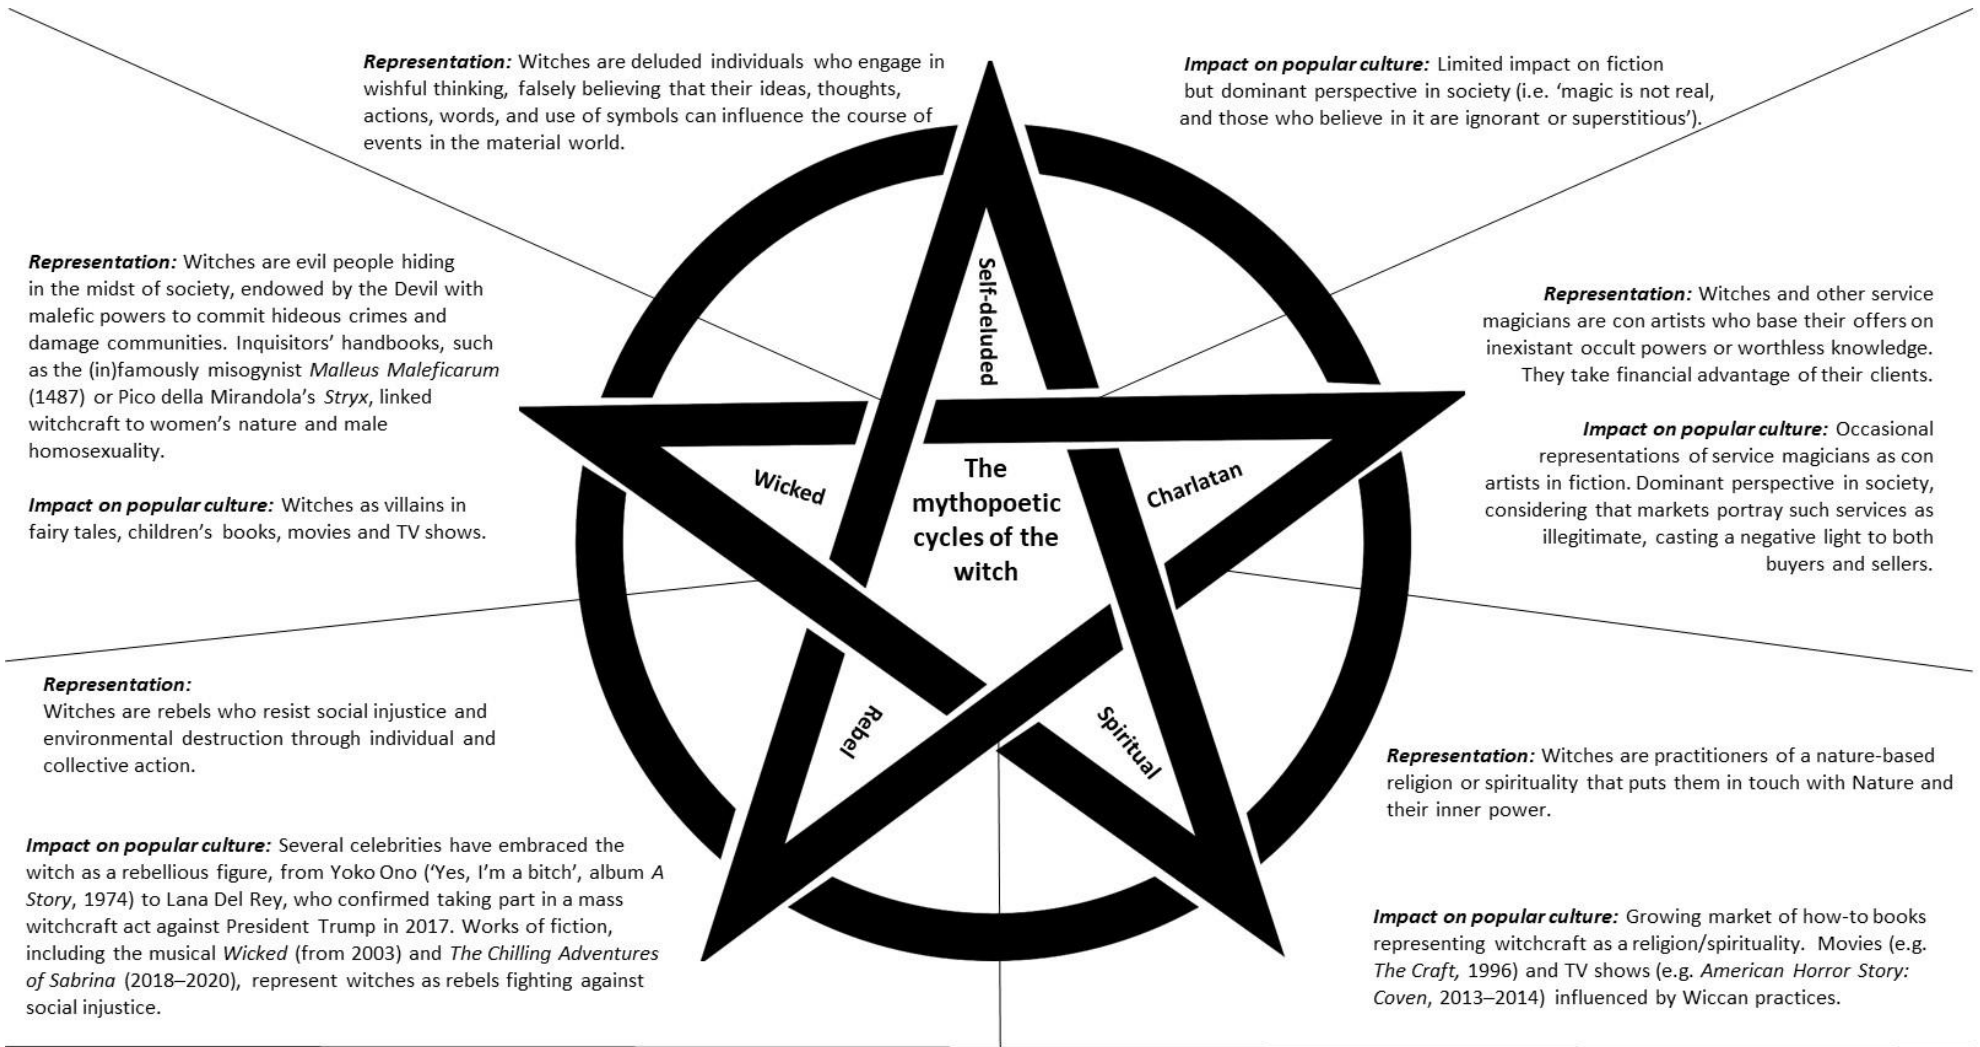 Representation: Witches are deluded individuals who engage in
wishful thinking, falsely believing that their ideas, thoughts,
actions, words, and use of symbols can influence the course of
events in the material world.
Impact on popular culture: Limited impact on fiction
but dominant perspective in society (i.e. ‘magic is not real,
and those who believe in it are ignorant or superstitious’).
Self-deluded
Representation: Witches are evil people hiding
in the midst of society, endowed by the Devil with
malefic powers to commit hideous crimes and
damage communities. Inquisitors’ handbooks, such
as the (in)famously misogynist Malleus Maleficarum
(1487) or Pico della Mirandola’s Stryx, linked
witchcraft to women’s nature and male
homosexuality.
Impact on popular culture: Witches as villains in
fairy tales, children’s books, movies and TV shows.
Wicked
The
mythopoetic
cycles of the
witch
Charlatan
Representation: Witches and other service
magicians are con artists who base their offers on
inexistant occult powers or worthless knowledge.
They take financial advantage of their clients.
Impact on popular culture: Occasional
representations of service magicians as con
artists in fiction. Dominant perspective in society,
considering that markets portray such services as
illegitimate, casting a negative light to both
buyers and sellers.
Representation:
Witches are rebels who resist social injustice and
environmental destruction through individual and
collective action.
Impact on popular culture: Several celebrities have embraced the
witch as a rebellious figure, from Yoko Ono (‘Yes, I’m a bitch’, album A
Story, 1974) to Lana Del Rey, who confirmed taking part in a mass
witchcraft act against President Trump in 2017. Works of fiction,
including the musical Wicked (from 2003) and The Chilling Adventures
of Sabrina (2018–2020), represent witches as rebels fighting against
social injustice.
Rebel
Spiritual
Representation: Witches are practitioners of a nature-based
religion or spirituality that puts them in touch with Nature and
their inner power.
Impact on popular culture: Growing market of how-to books
representing witchcraft as a religion/spirituality. Movies (e.g.
The Craft, 1996) and TV shows (e.g. American Horror Story:
Coven, 2013–2014) influenced by Wiccan practices.